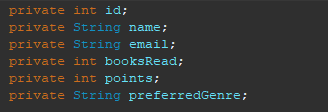 private int id;
private String name;
private String email;
private int booksRead;
private int points;
private String preferredGenre;